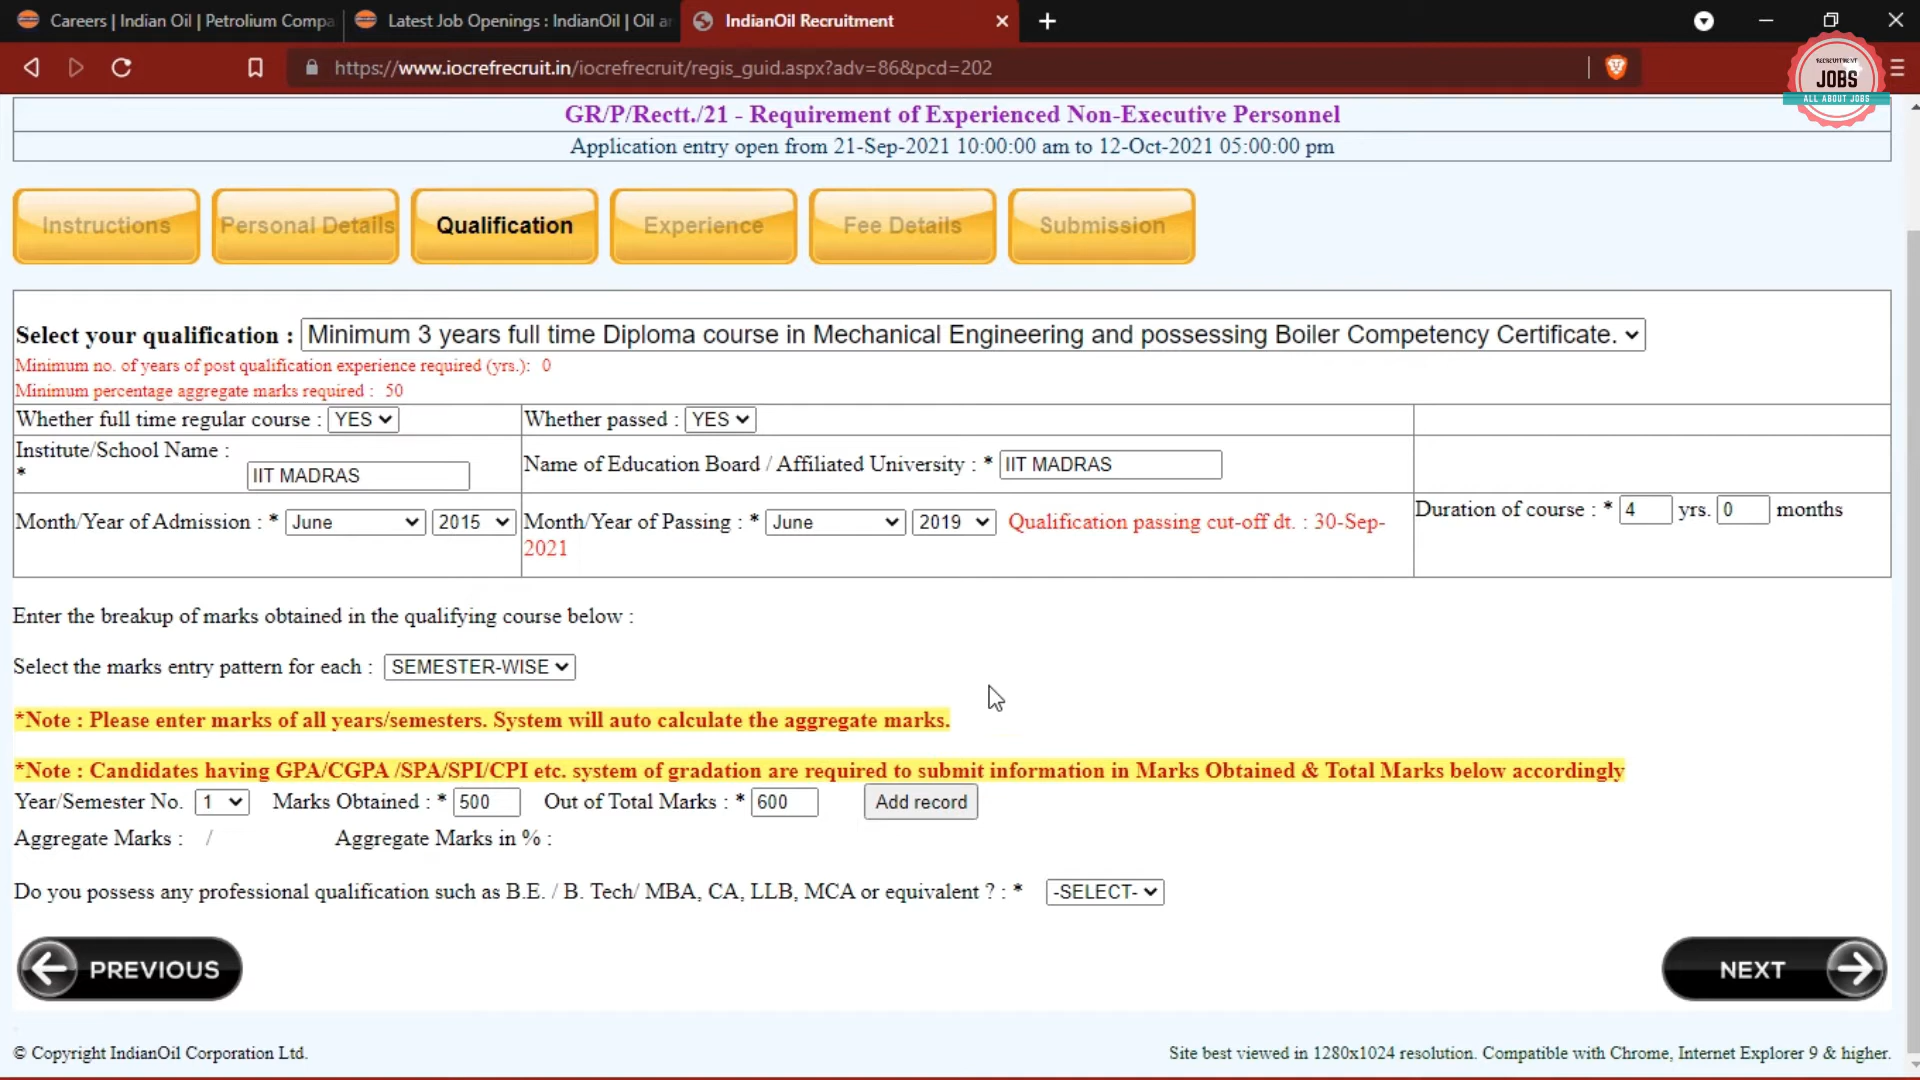 Careers | Indian Oil | Petrolium Compa
Latest Job Openings : IndianOil | Oil a
IndianOil Recruitment
https://www.iocrefrecruit.in/iocrefrecruit/regis_guid.aspx?adv=86&pcd=202
RECRUITMENT
JOBS
ALL ABOUT JOBS
GR/P/Rectt./21 - Requirement of Experienced Non-Executive Personnel
Application entry open from 21-Sep-2021 10:00:00 am to 12-Oct-2021 05:00:00 pm
Instructions Personal Details Qualification Experience Fee Details Submission
Select your qualification : Minimum 3 years full time Diploma course in Mechanical Engineering and possessing Boiler Competency Certificate.
Minimum no. of years of post qualification experience required (yrs.): 0
Minimum percentage aggregate marks required : 50
Whether full time regular course : YES Whether passed : YES
Institute/School Name :
* IIT MADRAS Name of Education Board / Affiliated University : * IIT MADRAS
Month/Year of Admission : * June 2015 Month/Year of Passing : * June 2019 Qualification passing cut-off dt. : 30-Sep-
2021
Duration of course : * 4 yrs. 0 months
Enter the breakup of marks obtained in the qualifying course below :
Select the marks entry pattern for each : SEMESTER-WISE
*Note : Please enter marks of all years/semesters. System will auto calculate the aggregate marks.
*Note : Candidates having GPA/CGPA /SPA/SPI/CPI etc. system of gradation are required to submit information in Marks Obtained & Total Marks below accordingly
Year/Semester No. 1 Marks Obtained : * 500 Out of Total Marks : * 600 Add record
Aggregate Marks : / Aggregate Marks in % :
Do you possess any professional qualification such as B.E. / B. Tech/ MBA, CA, LLB, MCA or equivalent ? : * -SELECT-
PREVIOUS
NEXT
© Copyright IndianOil Corporation Ltd.
Site best viewed in 1280x1024 resolution. Compatible with Chrome, Internet Explorer 9 & higher.